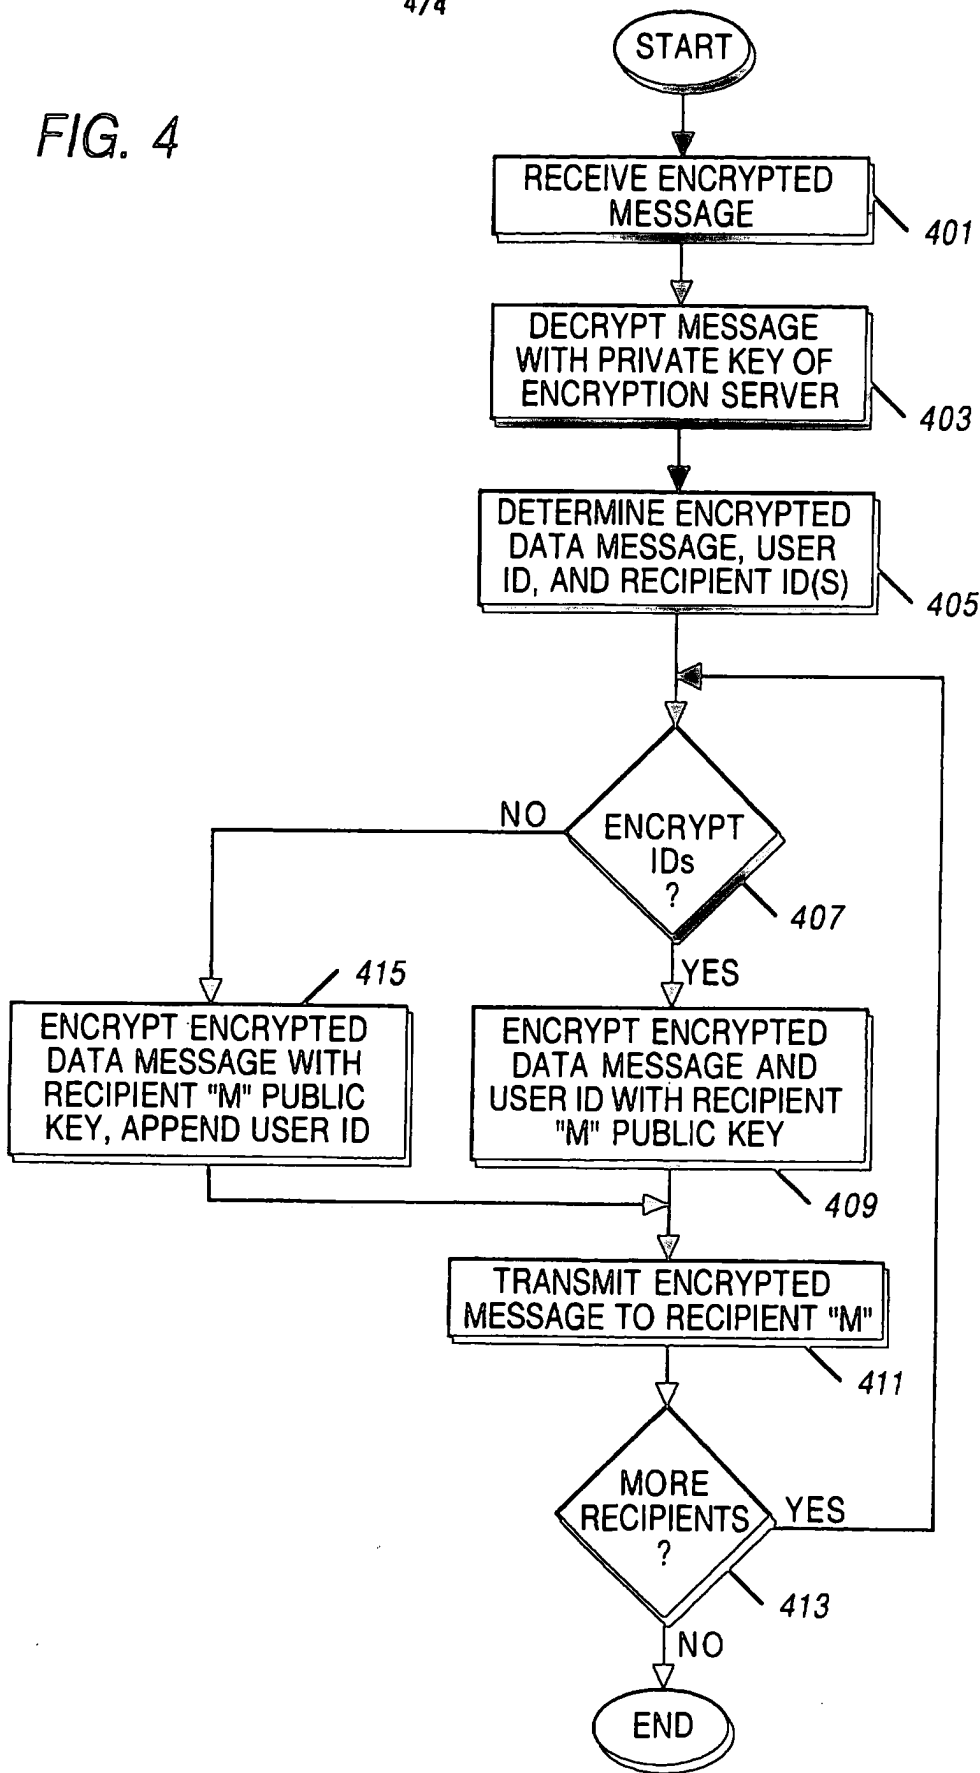 4/4
START
FIG. 4
RECEIVE ENCRYPTED
MESSAGE
401
DECRYPT MESSAGE
WITH PRIVATE KEY OF
ENCRYPTION SERVER
403
DETERMINE ENCRYPTED
DATA MESSAGE, USER
ID, AND RECIPIENT ID(S)
405
NO
ENCRYPT
IDs
?
407
YES
415
ENCRYPT ENCRYPTED
DATA MESSAGE WITH
RECIPIENT "M" PUBLIC
KEY, APPEND USER ID
ENCRYPT ENCRYPTED
DATA MESSAGE AND
USER ID WITH RECIPIENT
"M" PUBLIC KEY
409
TRANSMIT ENCRYPTED
MESSAGE TO RECIPIENT "M"
411
MORE
RECIPIENTS
?
YES
413
NO
END